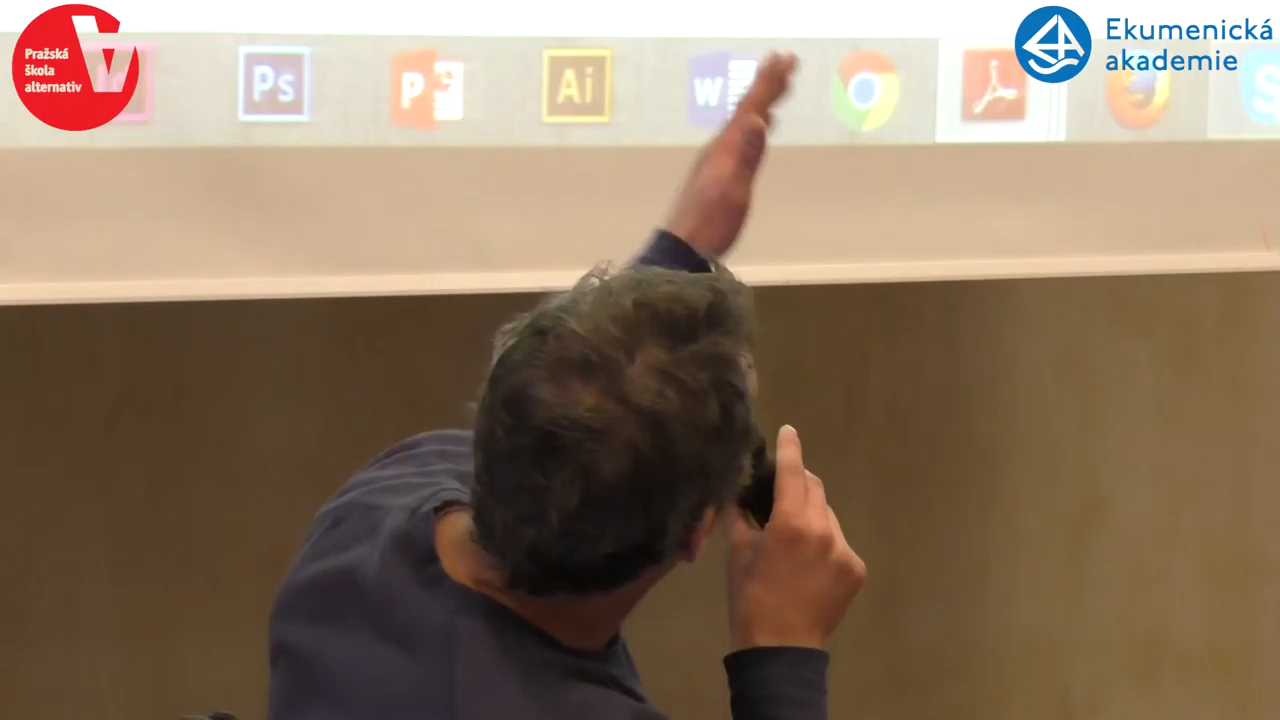 Pražská
škola
alternativ
Ps
P
Ai
W
S
Ekumenická
akademie